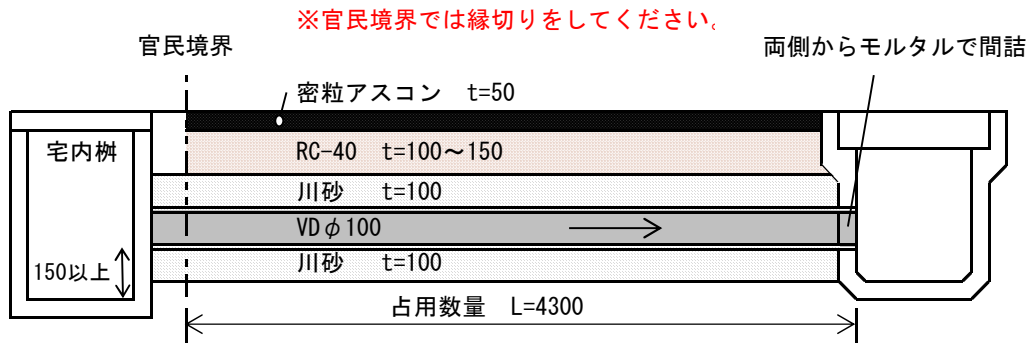 ※官民境界では縁切りをしてください。
官民境界
両側からモルタルで間詰
密粒アスコン t=50
宅内桝
RC-40 t=100～150
川砂 t=100
VDφ100
150以上
川砂 t=100
占用数量 L=4300